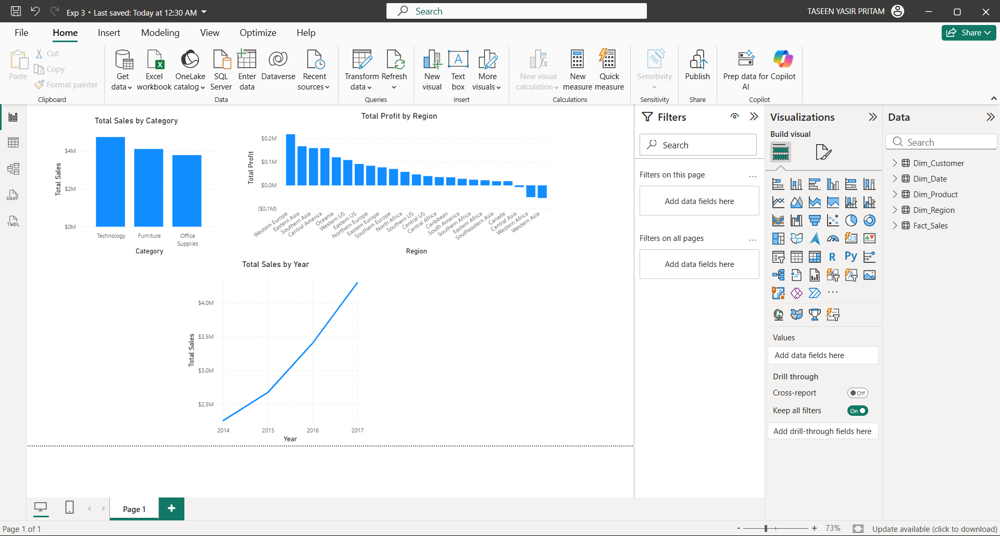 Exp 3 • Last saved: Today at 12:30 AM
Search
TASEEN YASIR PRITAM
File
Home
Insert
Modeling
View
Optimize
Help
Share
Paste
Cut
Copy
Format painter
Clipboard
Get
data
Excel
workbook
OneLake
catalog
SQL
Server
Enter
data
Dataverse
Recent
sources
Data
Transform
data
Refresh
Queries
New
visual
Text
box
More
visuals
Insert
New visual
calculation
New
measure
Quick
measure
Calculations
Sensitivity
Sensitivity
Publish
Share
Prep data for
AI
Copilot
Copilot
DAX
TMDL
Total Sales by Category
Total Sales
$4M
$2M
$0M
Technology
Furniture
Office
Supplies
Category
Total Profit by Region
Total Profit
$0.2M
$0.1M
$0.0M
($0.1M)
Western Europe
Eastern Asia
Southern Asia
Central America
Oceania
Western US
Eastern US
Northern Europe
Eastern Europe
Southern Europe
North Africa
Southern US
Central US
Central Africa
Caribbean
South America
Southern Africa
Eastern Africa
Southeastern Asia
Canada
Central Asia
Western Africa
Western Asia
Region
Total Sales by Year
Total Sales
$4.0M
$3.5M
$3.0M
$2.5M
2014
2015
2016
2017
Year
Filters
Search
Filters on this page
...
Add data fields here
Filters on all pages
...
Add data fields here
Visualizations
Build visual
123
R
Py
...
Values
Add data fields here
Drill through
Cross-report
Off
Keep all filters
On
Add drill-through fields here
Data
Search
Dim_Customer
Dim_Date
Dim_Product
Dim_Region
Fact_Sales
Page 1
+
Page 1 of 1
- + 73%
Update available (click to download)